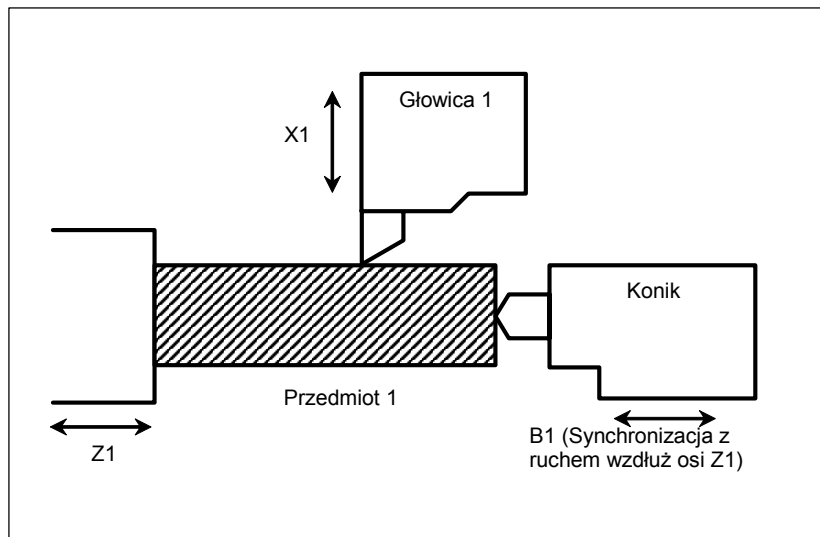 Głowica 1
X1
Konik
Przedmiot 1
Z1
B1 (Synchronizacja z
ruchem wzdłuż osi Z1)